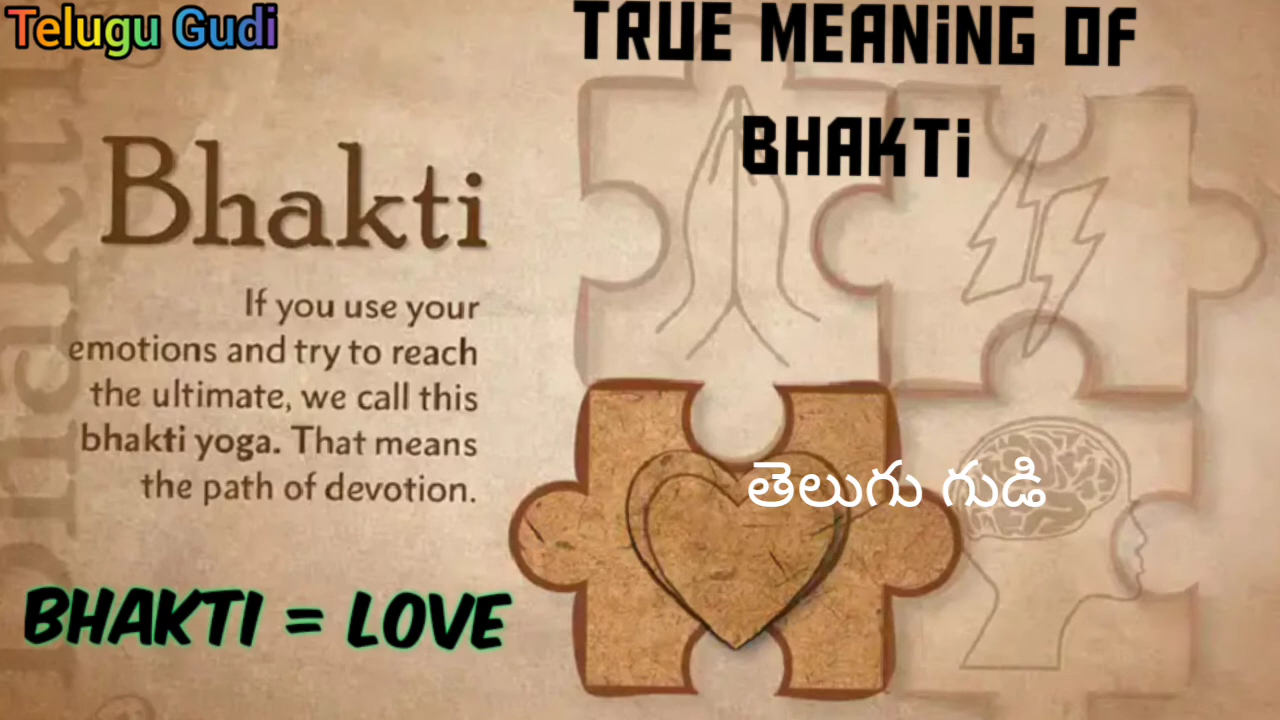 Telugu Gudi
TRUE MEANiNG OF
BHAKTi
Bhakti
If you use your
emotions and try to reach
the ultimate, we call this
bhakti yoga. That means
the path of devotion.
తెలుగు గుడి
BHAKTI = LOVE
Bhakti